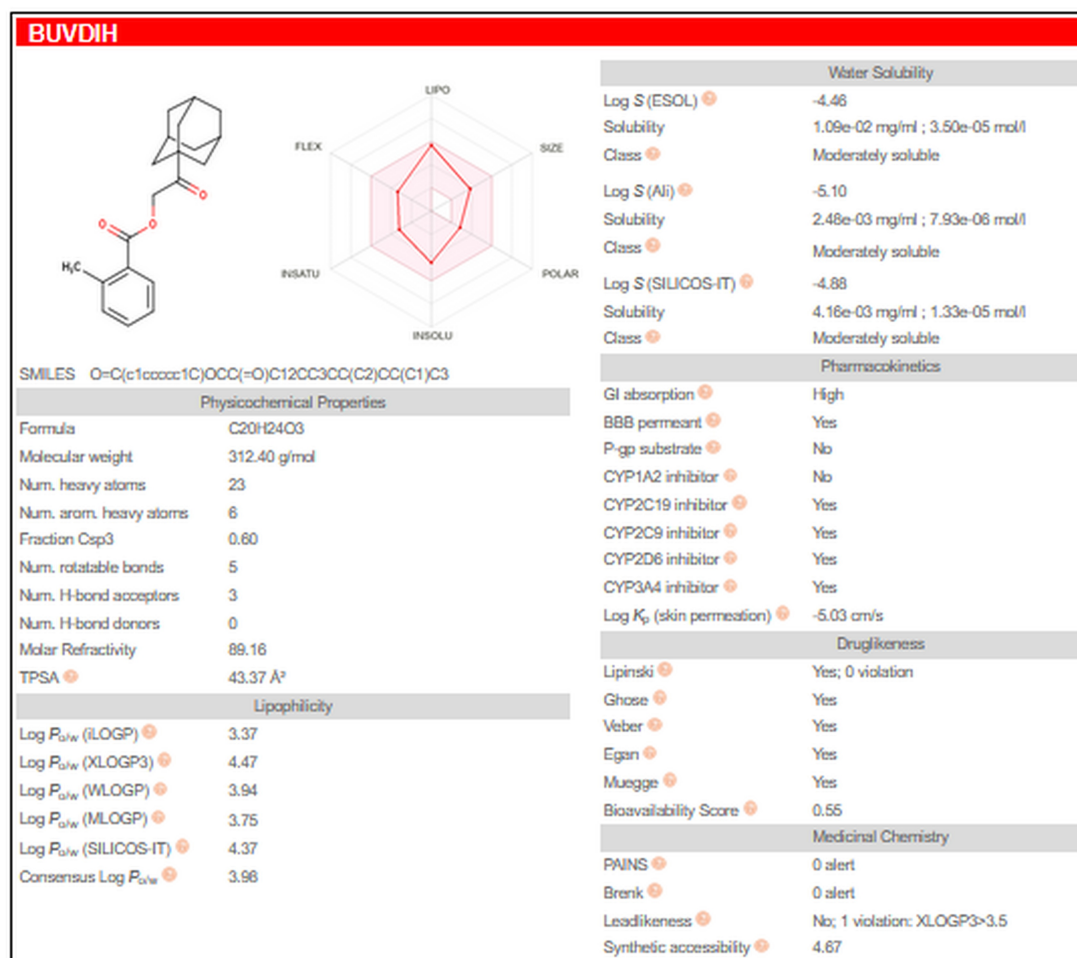 BUVDIH
H₃C
O
O
O
LIPO
FLEX
SIZE
INSATU
POLAR
INSOLU
SMILES O=C(c1ccccc1C)OCC(=O)C12CC3CC(C2)CC(C1)C3
Physicochemical Properties
Formula C20H24O3
Molecular weight 312.40 g/mol
Num. heavy atoms 23
Num. arom. heavy atoms 6
Fraction Csp3 0.60
Num. rotatable bonds 5
Num. H-bond acceptors 3
Num. H-bond donors 0
Molar Refractivity 89.16
TPSA 43.37 Å²
Lipophilicity
Log Po/w (iLOGP) 3.37
Log Po/w (XLOGP3) 4.47
Log Po/w (WLOGP) 3.94
Log Po/w (MLOGP) 3.75
Log Po/w (SILICOS-IT) 4.37
Consensus Log Po/w 3.98
Water Solubility
Log S (ESOL) -4.46
Solubility 1.09e-02 mg/ml ; 3.50e-05 mol/l
Class Moderately soluble
Log S (Ali) -5.10
Solubility 2.48e-03 mg/ml ; 7.93e-06 mol/l
Class Moderately soluble
Log S (SILICOS-IT) -4.88
Solubility 4.16e-03 mg/ml ; 1.33e-05 mol/l
Class Moderately soluble
Pharmacokinetics
GI absorption High
BBB permeant Yes
P-gp substrate No
CYP1A2 inhibitor No
CYP2C19 inhibitor Yes
CYP2C9 inhibitor Yes
CYP2D6 inhibitor Yes
CYP3A4 inhibitor Yes
Log Kp (skin permeation) -5.03 cm/s
Druglikeness
Lipinski Yes; 0 violation
Ghose Yes
Veber Yes
Egan Yes
Muegge Yes
Bioavailability Score 0.55
Medicinal Chemistry
PAINS 0 alert
Brenk 0 alert
Leadlikeness No; 1 violation: XLOGP3>3.5
Synthetic accessibility 4.67